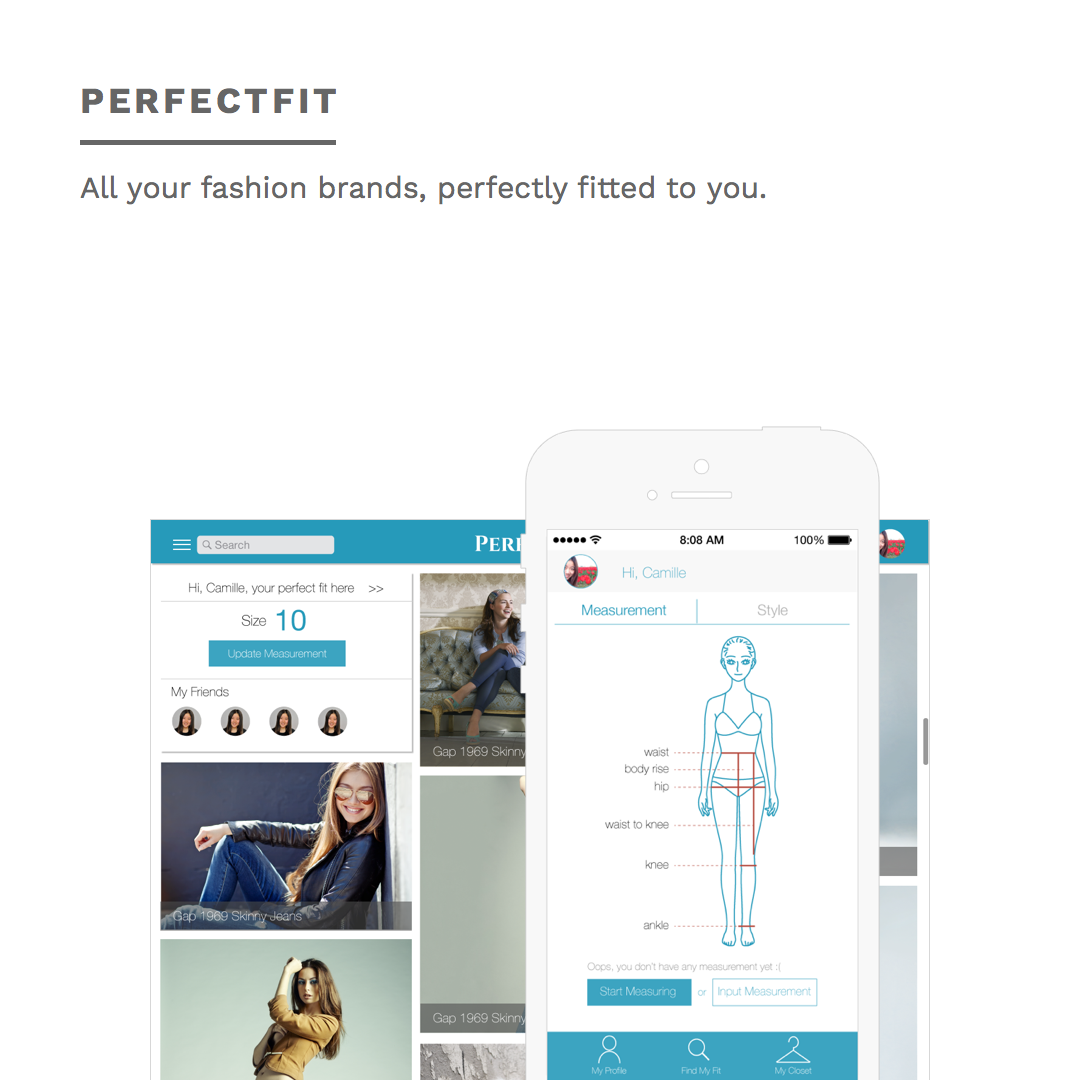 PERFECTFIT
All your fashion brands, perfectly fitted to you.
Search
PERF
Hi, Camille, your perfect fit here >>
Size 10
Update Measurement
My Friends
Gap 1969 Skinny
Gap 1969 Skinny Jeans
Gap 1969 Skinny
8:08 AM
100%
Hi, Camille
Measurement
Style
waist
body rise
hip
waist to knee
knee
ankle
Oops, you don't have any measurement yet :(
Start Measuring or Input Measurement
My Profile
Find My Fit
My Closet